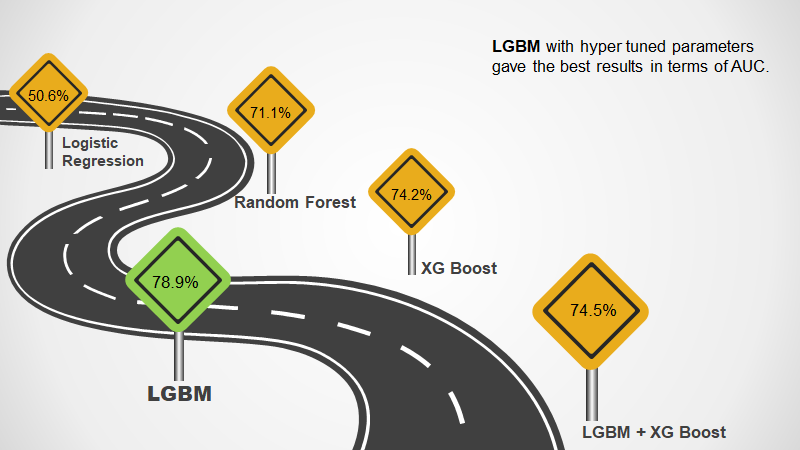 LGBM with hyper tuned parameters
gave the best results in terms of AUC.
50.6%
Logistic
Regression
71.1%
Random Forest
74.2%
XG Boost
78.9%
LGBM
74.5%
LGBM + XG Boost